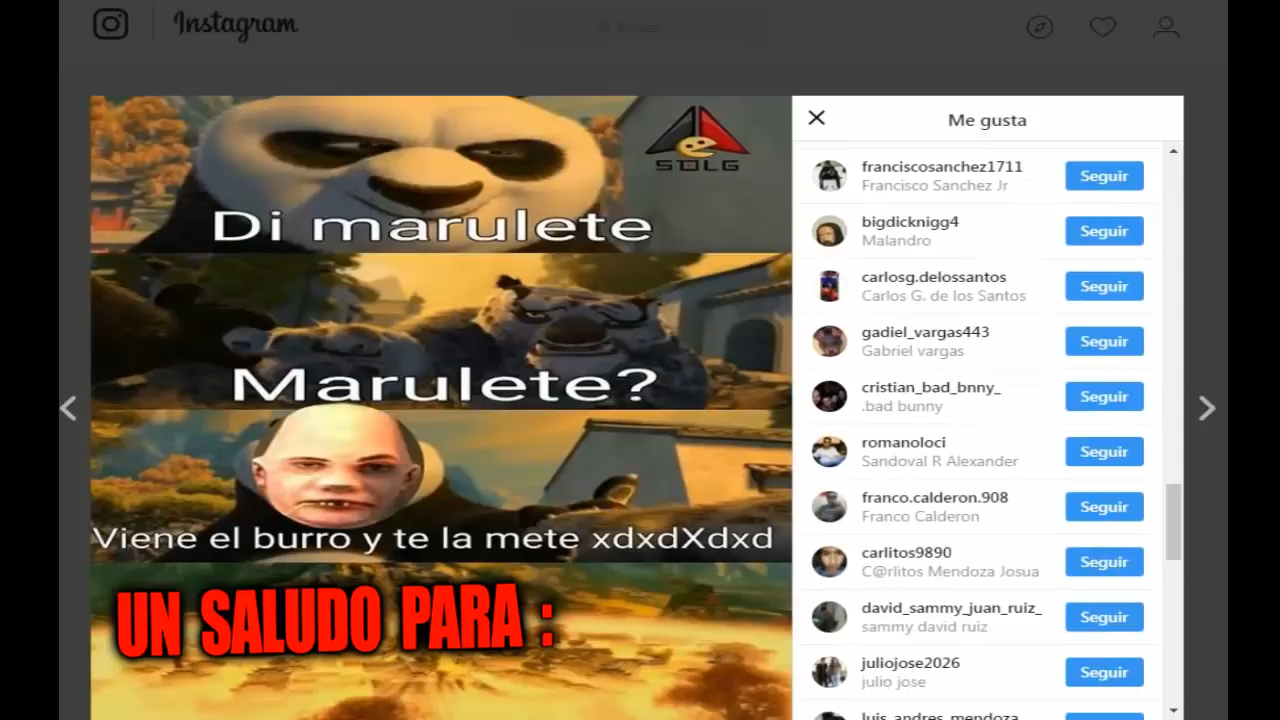 Instagram
Di marulete
SDLG
Marulete?
Viene el burro y te la mete xdxdXdxd
UN SALUDO PARA :
Me gusta
franciscosanchez1711
Francisco Sanchez Jr
Seguir
bigdicknigg4
Malandro
Seguir
carlosg.delossantos
Carlos G. de los Santos
Seguir
gadiel_vargas443
Gabriel vargas
Seguir
cristian_bad_bnny_
.bad bunny
Seguir
romanoloci
Sandoval R Alexander
Seguir
franco.calderon.908
Franco Calderon
Seguir
carlitos9890
C@rlitos Mendoza Josua
Seguir
david_sammy_juan_ruiz_
sammy david ruiz
Seguir
juliojose2026
julio jose
Seguir
luis_andres_mendoza